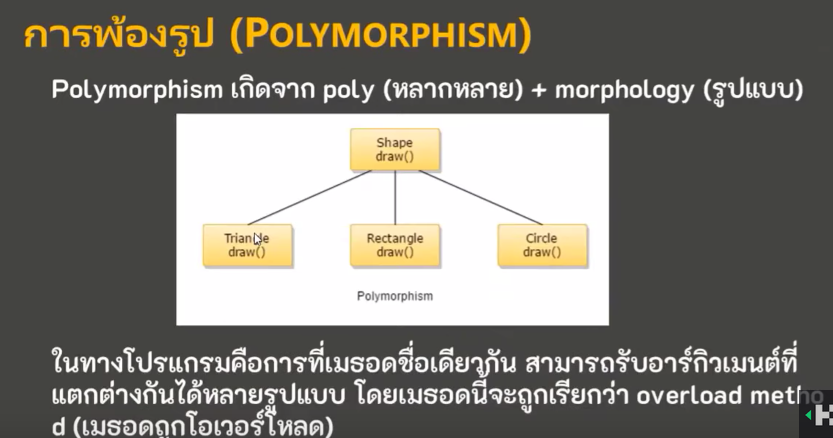 การพ้องรูป (POLYMORPHISM)
Polymorphism เกิดจาก poly (หลากหลาย) + morphology (รูปแบบ)
Shape
draw()
Triangle
draw()
Rectangle
draw()
Circle
draw()
Polymorphism
ในทางโปรแกรมคือการที่เมธอดชื่อเดียวกัน สามารถรับอาร์กิวเมนต์ที่
แตกต่างกันได้หลายรูปแบบ โดยเมธอดนี้จะถูกเรียกว่า overload metho
d (เมธอดถูกโอเวอร์โหลด)